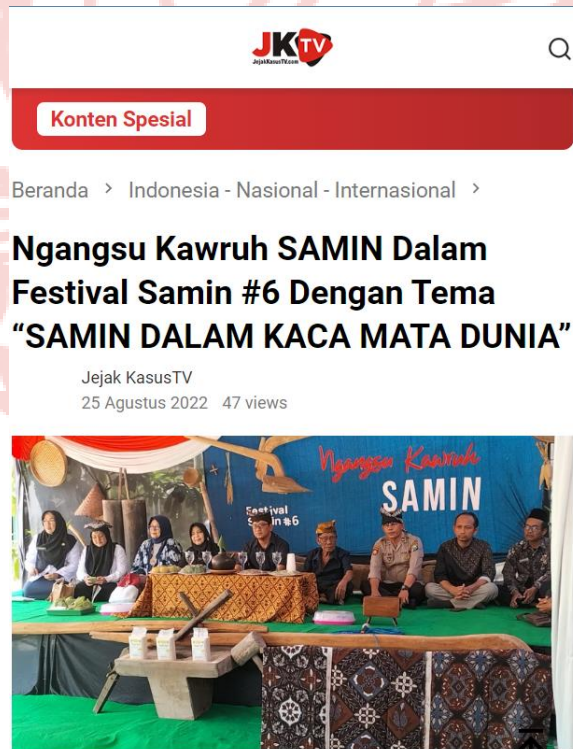 JKTV
JejakKasusTV.com
Konten Spesial
Beranda > Indonesia - Nasional - Internasional >
Ngangsu Kawruh SAMIN Dalam
Festival Samin #6 Dengan Tema
“SAMIN DALAM KACA MATA DUNIA”
Jejak KasusTV
25 Agustus 2022 47 views
Ngangsu Kawruh
SAMIN
Festival
Samin #6